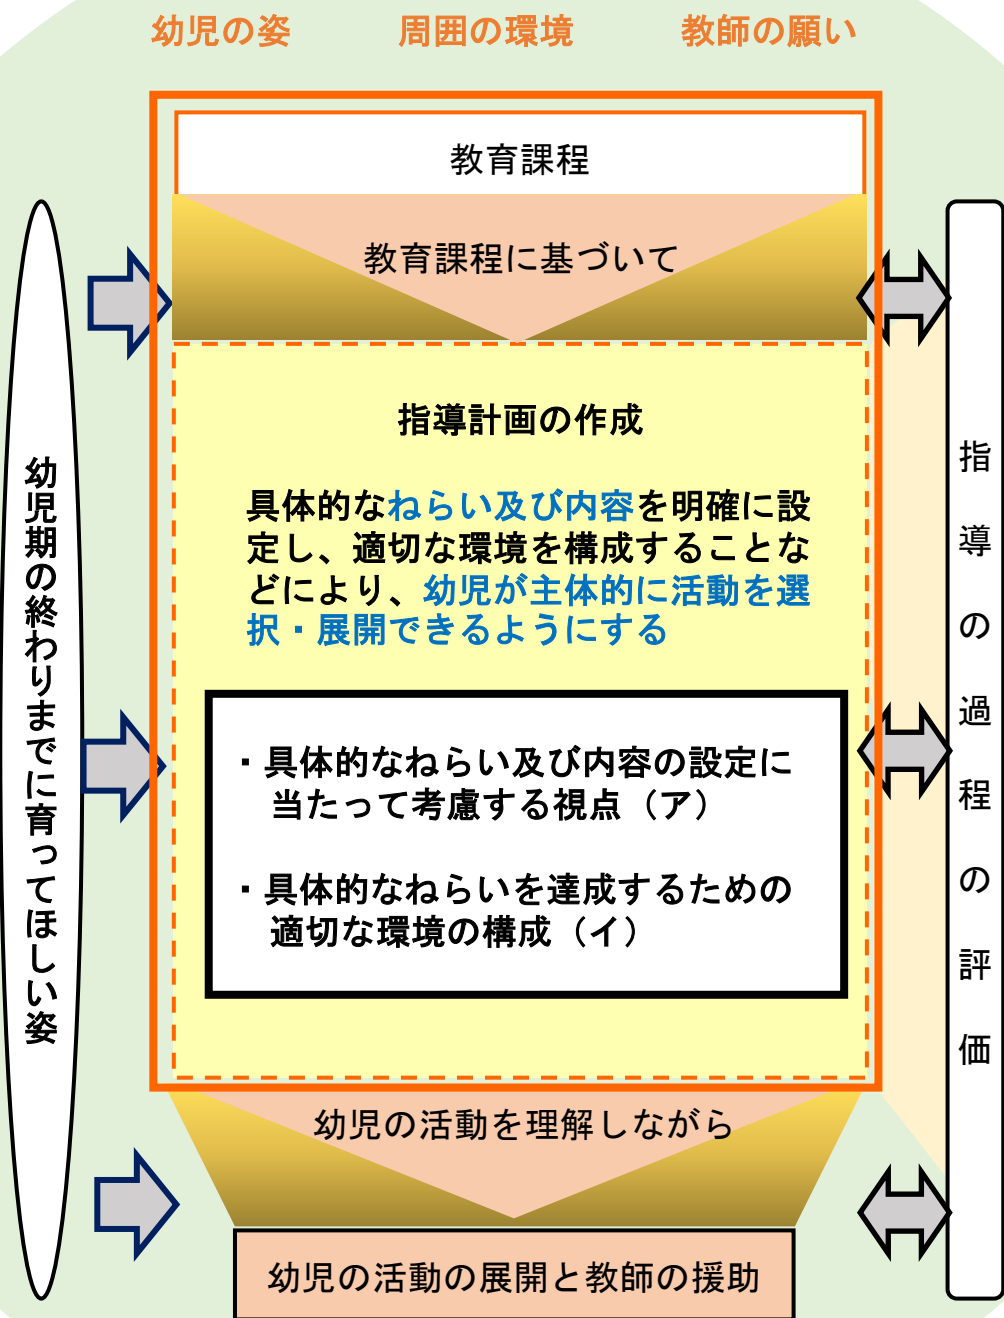 幼児の姿　周囲の環境　教師の願い
教育課程
教育課程に基づいて
指導計画の作成
具体的なねらい及び内容を明確に設
定し、適切な環境を構成することな
どにより、幼児が主体的に活動を選
択・展開できるようにする
・具体的なねらい及び内容の設定に
当たって考慮する視点（ア）
・具体的なねらいを達成するための
適切な環境の構成（イ）
幼児の活動を理解しながら
幼児の活動の展開と教師の援助
幼児期の終わりまでに育ってほしい姿
指導の過程の評価